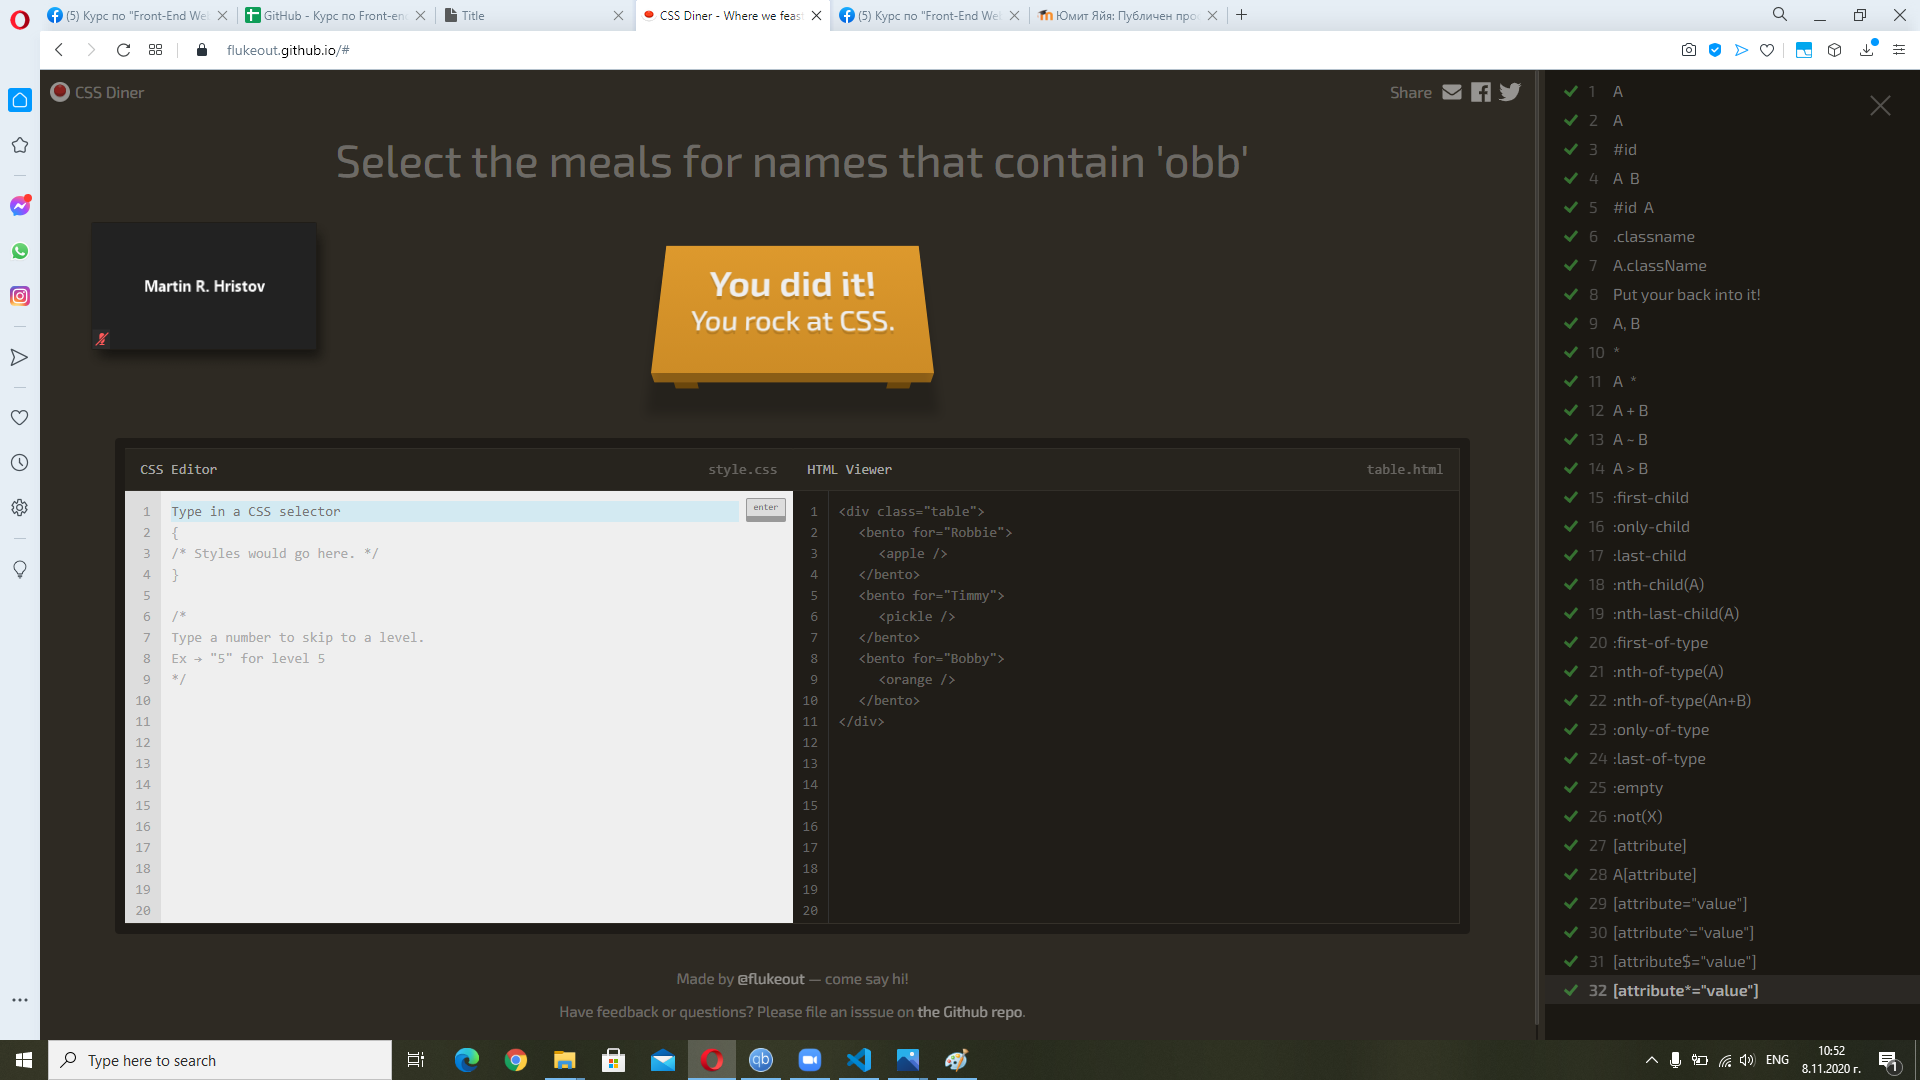 (5) Курс по "Front-End We
GitHub - Курс по Front-en
Title
CSS Diner - Where we feas
(5) Курс по "Front-End We
Юмит Яйя: Публичен про
flukeout.github.io/#
CSS Diner
Share
Select the meals for names that contain 'obb'
Martin R. Hristov
You did it!
You rock at CSS.
CSS Editor
style.css
HTML Viewer
table.html
1 Type in a CSS selector
enter
2 {
3 /* Styles would go here. */
4 }
5
6 /*
7 Type a number to skip to a level.
8 Ex → "5" for level 5
9 */
10
11
12
13
14
15
16
17
18
19
20
1 <div class="table">
2 <bento for="Robbie">
3 <apple />
4 </bento>
5 <bento for="Timmy">
6 <pickle />
7 </bento>
8 <bento for="Bobby">
9 <orange />
10 </bento>
11 </div>
12
13
14
15
16
17
18
19
20
Made by @flukeout — come say hi!
Have feedback or questions? Please file an isssue on the Github repo.
1 A
2 A
3 #id
4 A B
5 #id A
6 .classname
7 A.className
8 Put your back into it!
9 A, B
10 *
11 A *
12 A + B
13 A ~ B
14 A > B
15 :first-child
16 :only-child
17 :last-child
18 :nth-child(A)
19 :nth-last-child(A)
20 :first-of-type
21 :nth-of-type(A)
22 :nth-of-type(An+B)
23 :only-of-type
24 :last-of-type
25 :empty
26 :not(X)
27 [attribute]
28 A[attribute]
29 [attribute="value"]
30 [attribute^="value"]
31 [attribute$="value"]
32 [attribute*="value"]
Type here to search
qb
ENG
10:52
8.11.2020 г.
1